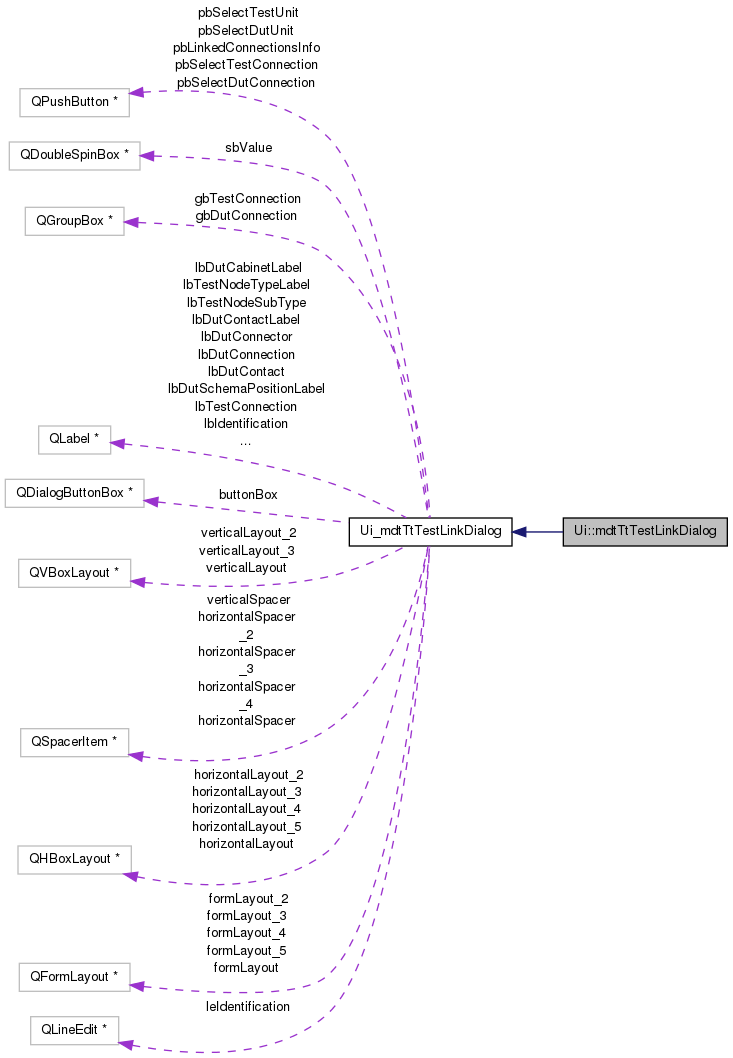 pbSelectTestUnit
pbSelectDutUnit
pbLinkedConnectionsInfo
pbSelectTestConnection
pbSelectDutConnection
QPushButton *
sbValue
QDoubleSpinBox *
gbTestConnection
gbDutConnection
QGroupBox *
lbDutCabinetLabel
lbTestNodeTypeLabel
lbTestNodeSubType
lbDutContactLabel
lbDutConnector
lbDutConnection
lbDutContact
lbDutSchemaPositionLabel
lbTestConnection
lbIdentification
...
QLabel *
buttonBox
QDialogButtonBox *
Ui_mdtTtTestLinkDialog
Ui::mdtTtTestLinkDialog
verticalLayout_2
verticalLayout_3
verticalLayout
QVBoxLayout *
verticalSpacer
horizontalSpacer
_2
horizontalSpacer
_3
horizontalSpacer
_4
horizontalSpacer
QSpacerItem *
horizontalLayout_2
horizontalLayout_3
horizontalLayout_4
horizontalLayout_5
horizontalLayout
QHBoxLayout *
formLayout_2
formLayout_3
formLayout_4
formLayout_5
formLayout
QFormLayout *
leIdentification
QLineEdit *